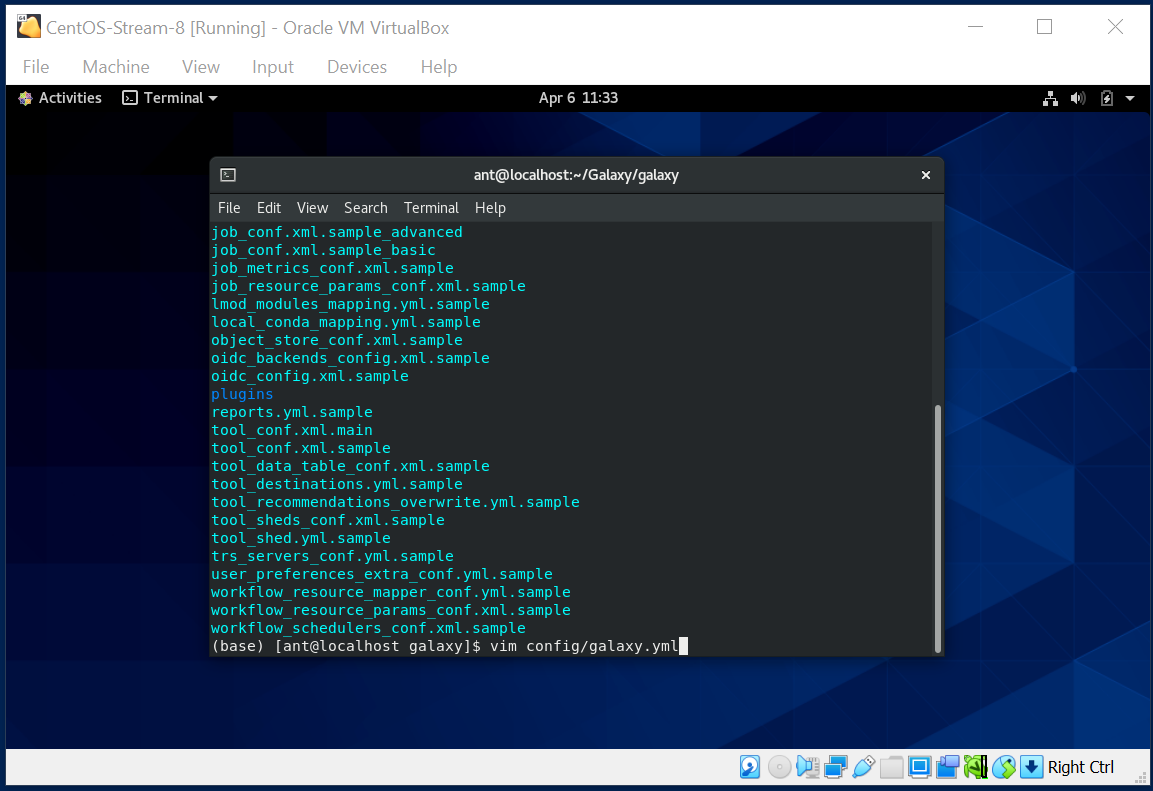 CentOS-Stream-8 [Running] - Oracle VM VirtualBox
File Machine View Input Devices Help
Activities Terminal Apr 6 11:33
ant@localhost:~/Galaxy/galaxy
File Edit View Search Terminal Help
job_conf.xml.sample_advanced
job_conf.xml.sample_basic
job_metrics_conf.xml.sample
job_resource_params_conf.xml.sample
lmod_modules_mapping.yml.sample
local_conda_mapping.yml.sample
object_store_conf.xml.sample
oidc_backends_config.xml.sample
oidc_config.xml.sample
plugins
reports.yml.sample
tool_conf.xml.main
tool_conf.xml.sample
tool_data_table_conf.xml.sample
tool_destinations.yml.sample
tool_recommendations_overwrite.yml.sample
tool_sheds_conf.xml.sample
tool_shed.yml.sample
trs_servers_conf.yml.sample
user_preferences_extra_conf.yml.sample
workflow_resource_mapper_conf.yml.sample
workflow_resource_params_conf.xml.sample
workflow_schedulers_conf.xml.sample
(base) [ant@localhost galaxy]$ vim config/galaxy.yml
Right Ctrl